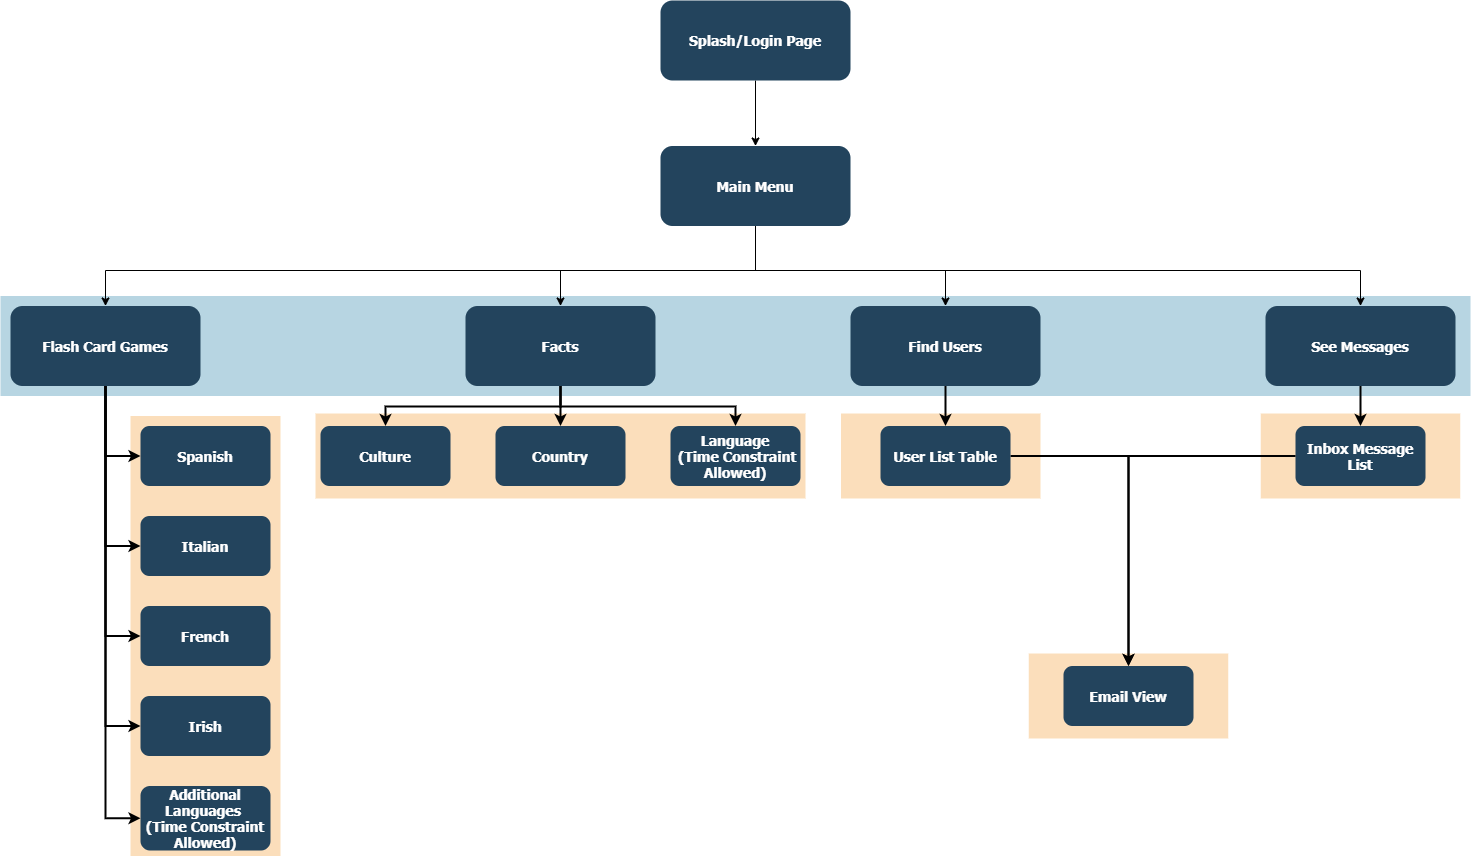 Splash/Login Page
Main Menu
Flash Card Games
Facts
Find Users
See Messages
Spanish
Italian
French
Irish
Additional
Languages
(Time Constraint
Allowed)
Culture
Country
Language
(Time Constraint
Allowed)
User List Table
Inbox Message
List
Email View